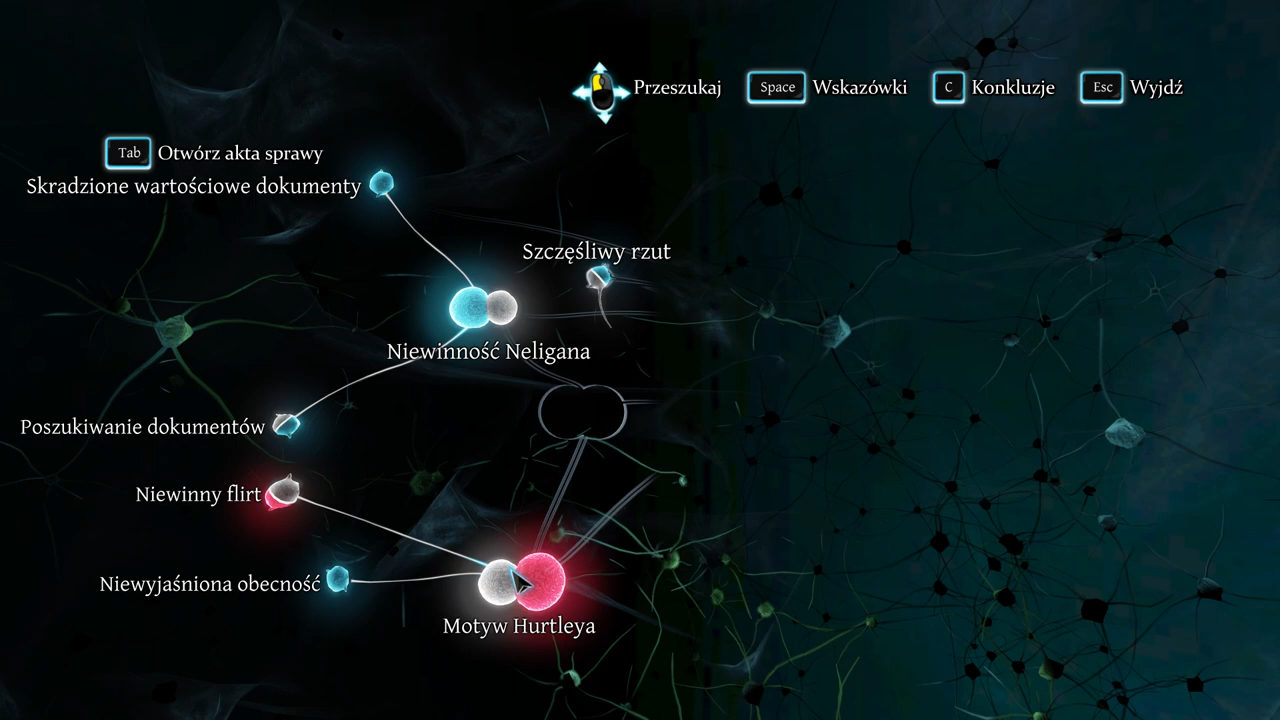 Przeszukaj
Space Wskazówki
C Konkluzje
Esc Wyjdź
Tab Otwórz akta sprawy
Skradzione wartościowe dokumenty
Szczęśliwy rzut
Niewinność Neligana
Poszukiwanie dokumentów
Niewinny flirt
Niewyjaśniona obecność
Motyw Hurtleya